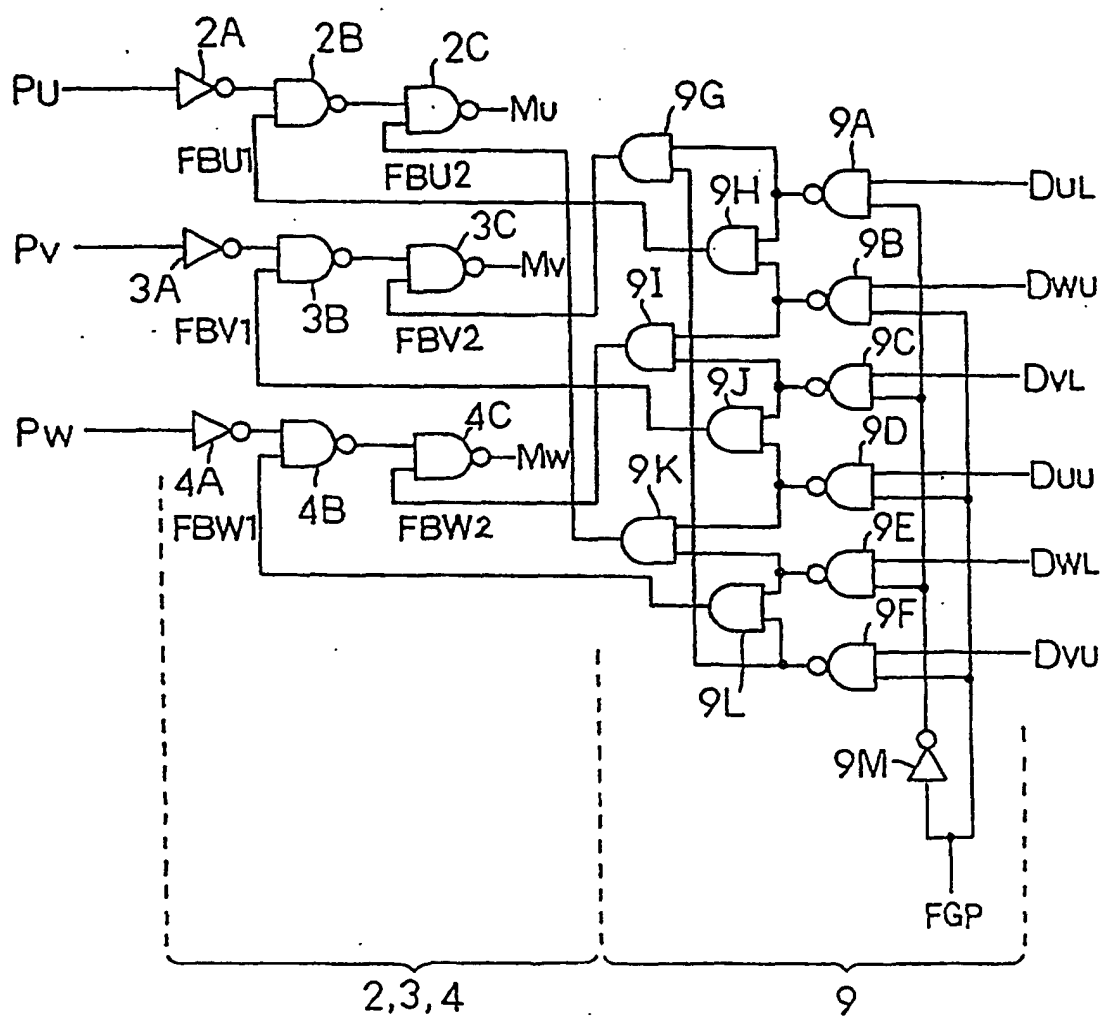 2A
2B
2C
PU
MU
9G
9A
FBU1
FBU2
9H
DUL
PV
3C
9B
3A
MV
9I
DWU
3B
FBV1
FBV2
9C
9J
DVL
PW
4C
9D
4A
MW
9K
DUU
4B
FBW1
FBW2
9E
DWL
9F
DVU
9L
9M
FGP
2,3,4
9